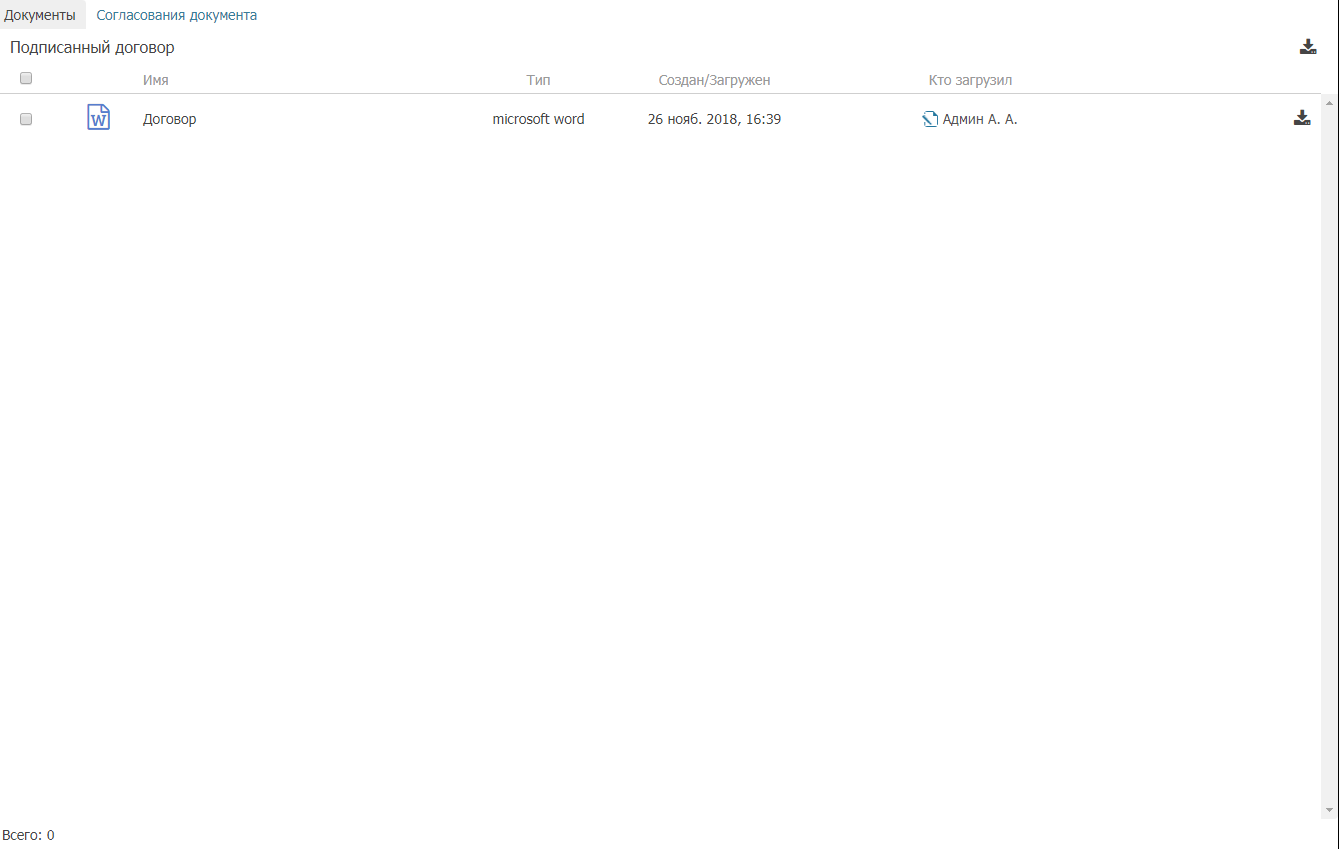 Документы Согласования документа
Подписанный договор
Имя Тип Создан/Загружен Кто загрузил
W Договор microsoft word 26 нояб. 2018, 16:39 Админ А. А.
Всего: 0